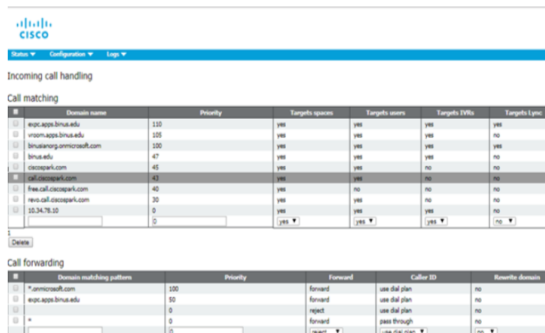 CISCO
Status ▼ Configuration ▼ Logs ▼
Incoming call handling
Call matching
Domain name Priority Targets spaces Targets users Targets IVRs Targets Lync
expc.apps.binus.edu 110 yes yes yes yes
vroom.apps.binus.edu 105 yes yes yes no
binusianorg.onmicrosoft.com 100 yes yes yes yes
binus.edu 47 yes yes yes no
ciscospark.com 45 yes yes no no
call.ciscospark.com 43 yes yes no no
free.call.ciscospark.com 40 yes no no no
revo.call.ciscospark.com 30 yes yes no no
10.34.78.10 0 yes yes yes no
0 yes ▼ yes ▼ yes ▼ no ▼
1
Delete
Call forwarding
Domain matching pattern Priority Forward Caller ID Rewrite domain
*.onmicrosoft.com 100 forward use dial plan no
expc.apps.binus.edu 50 forward use dial plan no
0 reject use dial plan no
* 0 forward pass through no
0 reject ▼ use dial plan ▼ no ▼